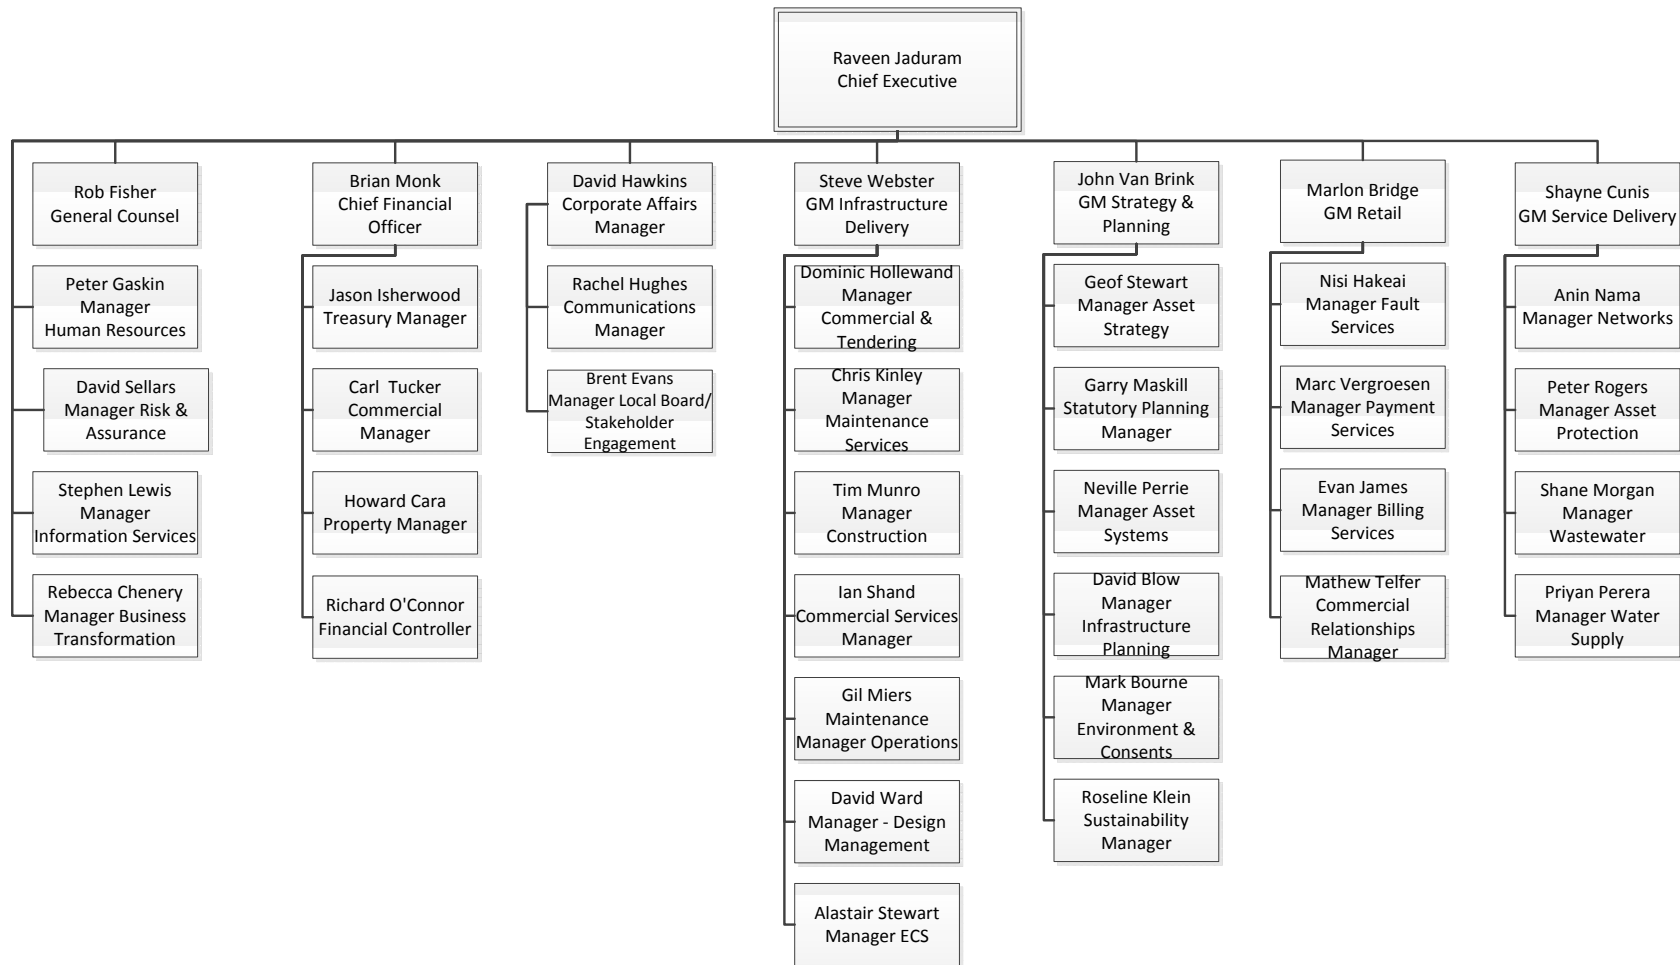 Raveen Jaduram
Chief Executive
Rob Fisher
General Counsel
Peter Gaskin
Manager
Human Resources
David Sellars
Manager Risk &
Assurance
Stephen Lewis
Manager
Information Services
Rebecca Chenery
Manager Business
Transformation
Brian Monk
Chief Financial
Officer
Jason Isherwood
Treasury Manager
Carl  Tucker
Commercial
Manager
Howard Cara
Property Manager
Richard O'Connor
Financial Controller
David Hawkins
Corporate Affairs
Manager
Rachel Hughes
Communications
Manager
Brent Evans
Manager Local Board/
Stakeholder
Engagement
Steve Webster
GM Infrastructure
Delivery
Dominic Hollewand
Manager
Commercial &
Tendering
Chris Kinley
Manager
Maintenance
Services
Tim Munro
Manager
Construction
Ian Shand
Commercial Services
Manager
Gil Miers
Maintenance
Manager Operations
David Ward
Manager - Design
Management
Alastair Stewart
Manager ECS
John Van Brink
GM Strategy &
Planning
Geof Stewart
Manager Asset
Strategy
Garry Maskill
Statutory Planning
Manager
Neville Perrie
Manager Asset
Systems
David Blow
Manager
Infrastructure
Planning
Mark Bourne
Manager
Environment &
Consents
Roseline Klein
Sustainability
Manager
Marlon Bridge
GM Retail
Nisi Hakeai
Manager Fault
Services
Marc Vergroesen
Manager Payment
Services
Evan James
Manager Billing
Services
Mathew Telfer
Commercial
Relationships
Manager
Shayne Cunis
GM Service Delivery
Anin Nama
Manager Networks
Peter Rogers
Manager Asset
Protection
Shane Morgan
Manager
Wastewater
Priyan Perera
Manager Water
Supply